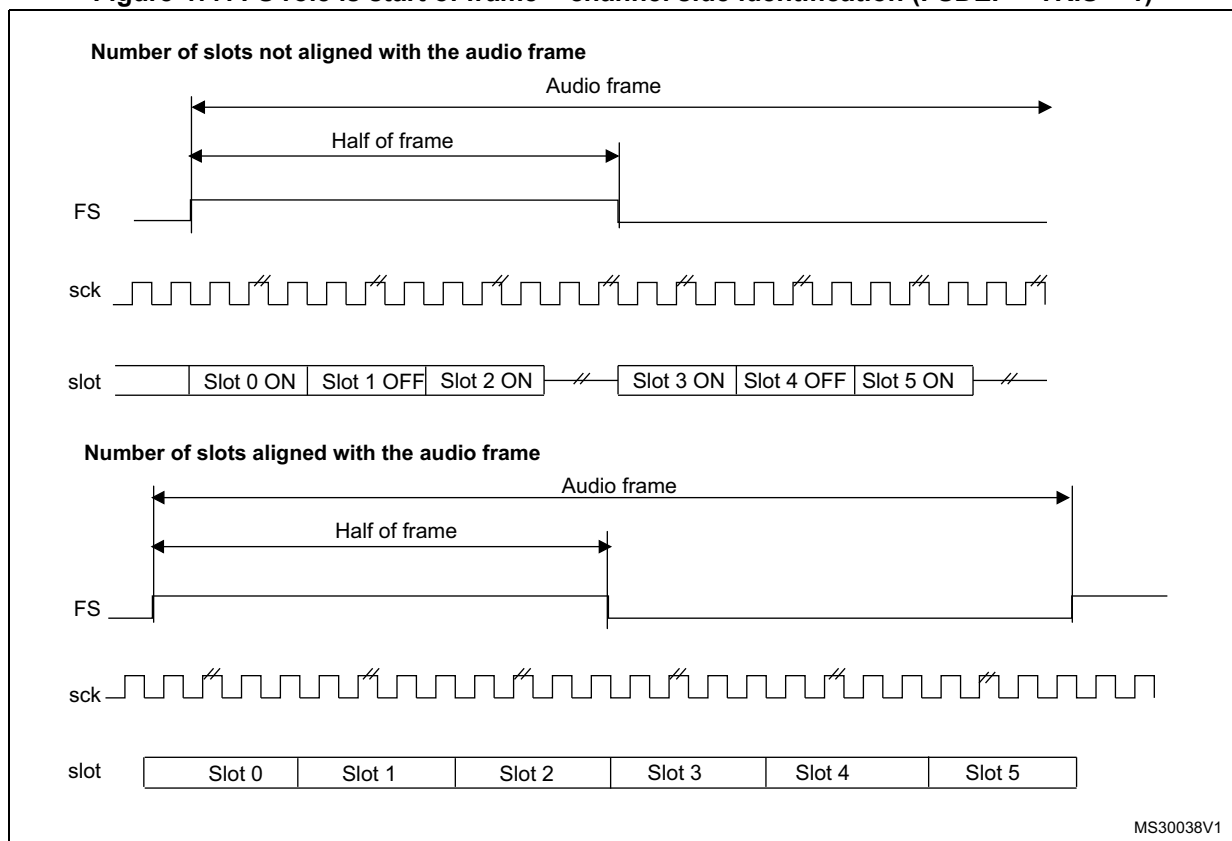 Number of slots not aligned with the audio frame
Audio frame
Half of frame
FS
sck
slot Slot 0 ON Slot 1 OFF Slot 2 ON Slot 3 ON Slot 4 OFF Slot 5 ON
Number of slots aligned with the audio frame
Audio frame
Half of frame
FS
sck
slot Slot 0 Slot 1 Slot 2 Slot 3 Slot 4 Slot 5
MS30038V1